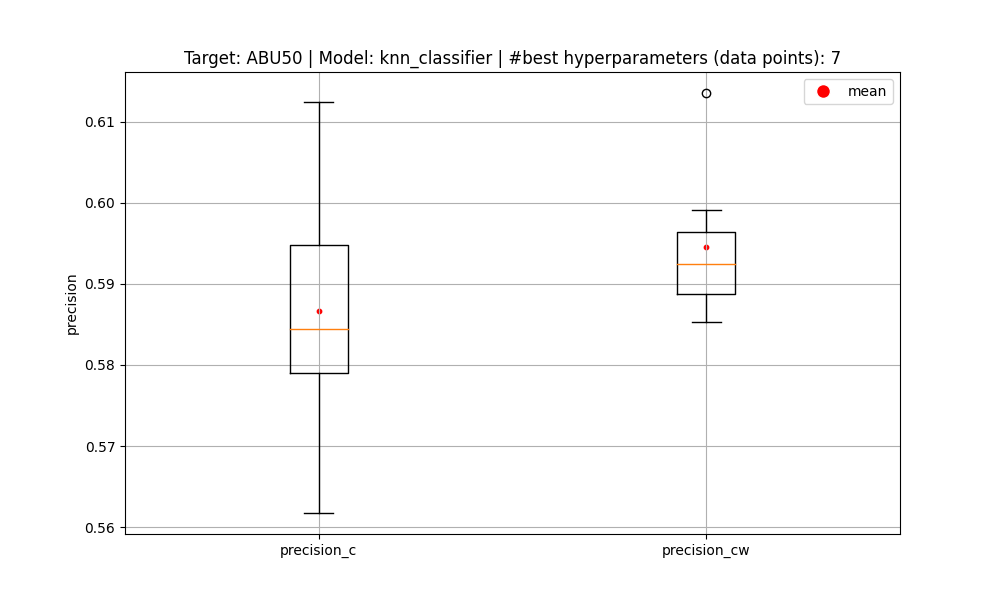 Target: ABU50 | Model: knn_classifier | #best hyperparameters (data points): 7
mean
0.61
0.60
0.59
0.58
0.57
0.56
precision
precision_c
precision_cw